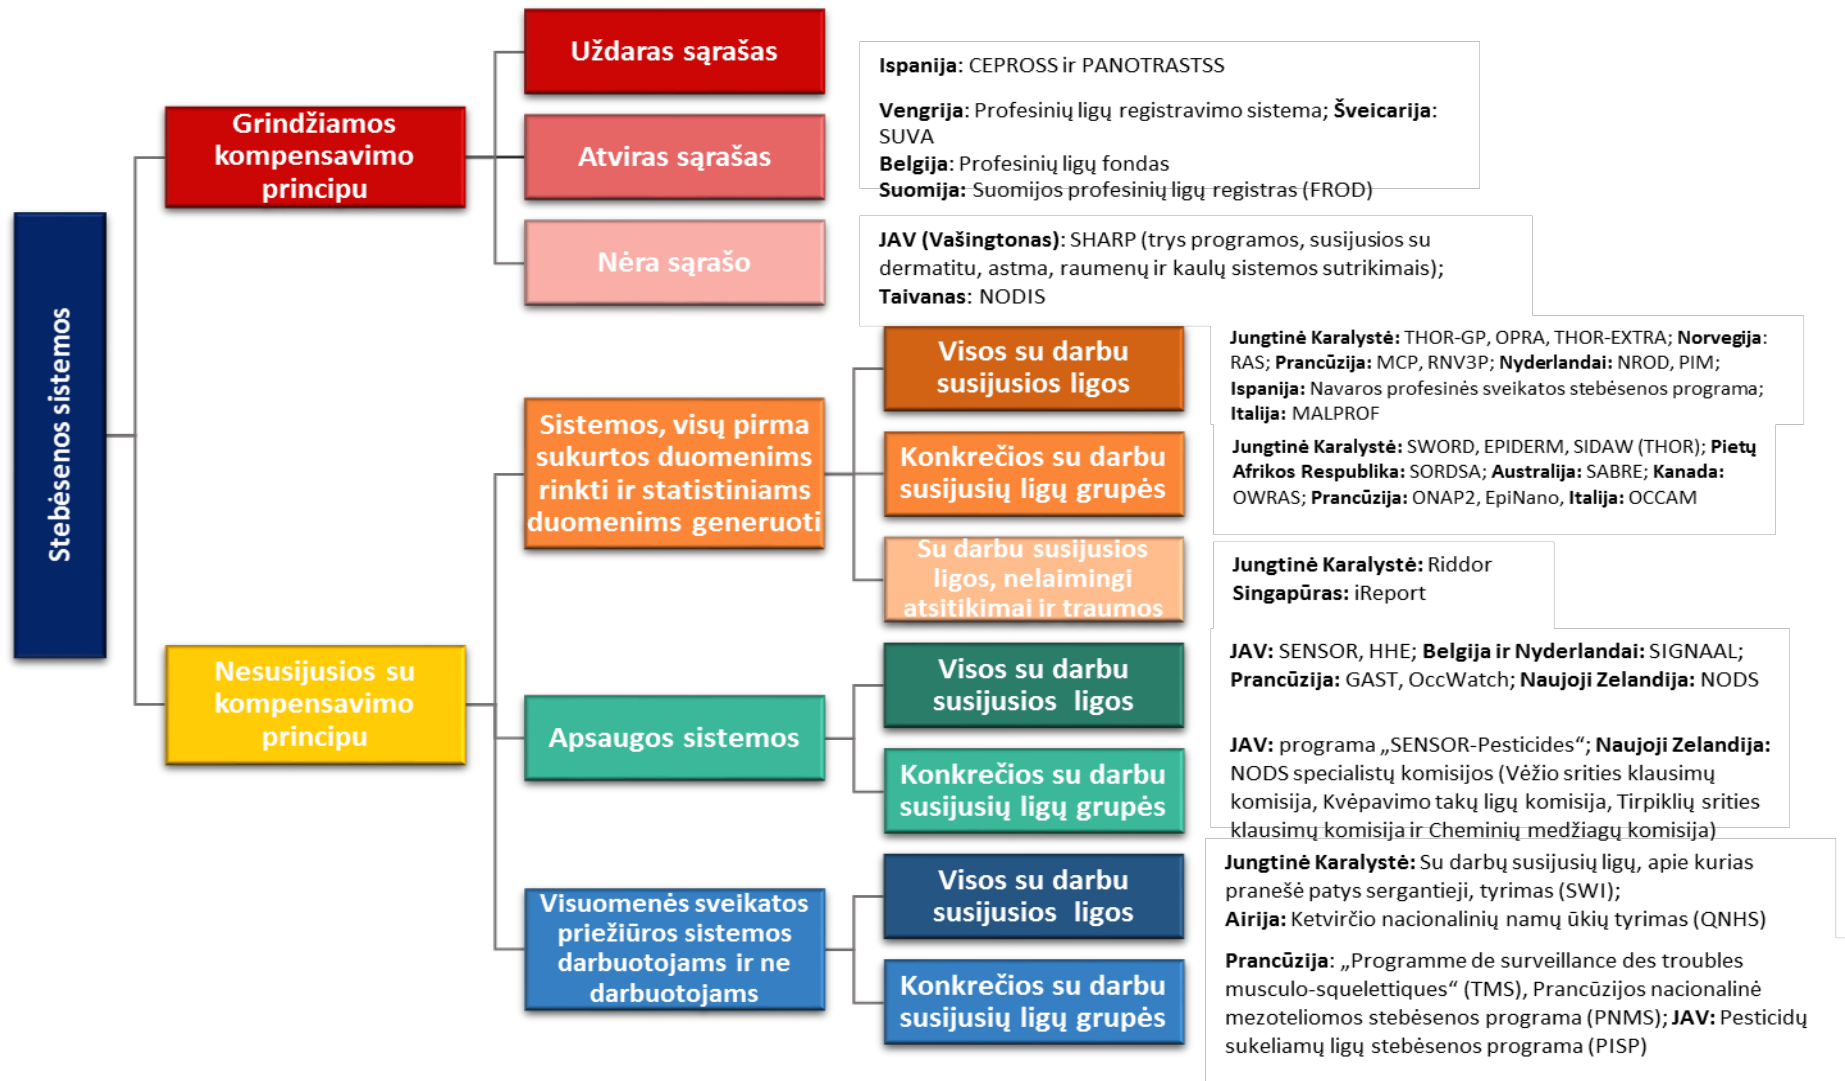 Stebėsenos sistemos
Grindžiamos
kompensavimo
principu
Uždaras sąrašas
Atviras sąrašas
Nėra sąrašo
Ispanija: CEPROSS ir PANOTRASTSS
Vengrija: Profesinių ligų registravimo sistema; Šveicarija:
SUVA
Belgija: Profesinių ligų fondas
Suomija: Suomijos profesinių ligų registras (FROD)
JAV (Vašingtonas): SHARP (trys programos, susijusios su
dermatitu, astma, raumenų ir kaulų sistemos sutrikimais);
Taivanas: NODIS
Nesusijusios su
kompensavimo
principu
Sistemos, visų pirma
sukurtos duomenims
rinkti ir statistiniams
duomenims generuoti
Visos su darbu
susijusios ligos
Jungtinė Karalystė: THOR-GP, OPRA, THOR-EXTRA; Norvegija:
RAS; Prancūzija: MCP, RNV3P; Nyderlandai: NROD, PIM;
Ispanija: Navaros profesinės sveikatos stebėsenos programa;
Italija: MALPROF
Konkrečios su darbu
susijusių ligų grupės
Jungtinė Karalystė: SWORD, EPIDERM, SIDAW (THOR); Pietų
Afrikos Respublika: SORDSA; Australija: SABRE; Kanada:
OWRAS; Prancūzija: ONAP2, EpiNano, Italija: OCCAM
Su darbu susijusios
ligos, nelaimingi
atsitikimai ir traumos
Jungtinė Karalystė: Riddor
Singapūras: iReport
Apsaugos sistemos
Visos su darbu
susijusios ligos
JAV: SENSOR, HHE; Belgija ir Nyderlandai: SIGNAAL;
Prancūzija: GAST, OccWatch; Naujoji Zelandija: NODS
Konkrečios su darbu
susijusių ligų grupės
JAV: programa „SENSOR-Pesticides“; Naujoji Zelandija:
NODS specialistų komisijos (Vėžio srities klausimų
komisija, Kvėpavimo takų ligų komisija, Tirpiklių srities
klausimų komisija ir Cheminių medžiagų komisija)
Visuomenės sveikatos
priežiūros sistemos
darbuotojams ir ne
darbuotojams
Visos su darbu
susijusios ligos
Jungtinė Karalystė: Su darbų susijusių ligų, apie kurias
pranešė patys sergantieji, tyrimas (SWI);
Airija: Ketvirčio nacionalinių namų ūkių tyrimas (QNHS)
Konkrečios su darbu
susijusių ligų grupės
Prancūzija: „Programme de surveillance des troubles
musculo-squelettiques“ (TMS), Prancūzijos nacionalinė
mezoteliomos stebėsenos programa (PNMS); JAV: Pesticidų
sukeliamų ligų stebėsenos programa (PISP)